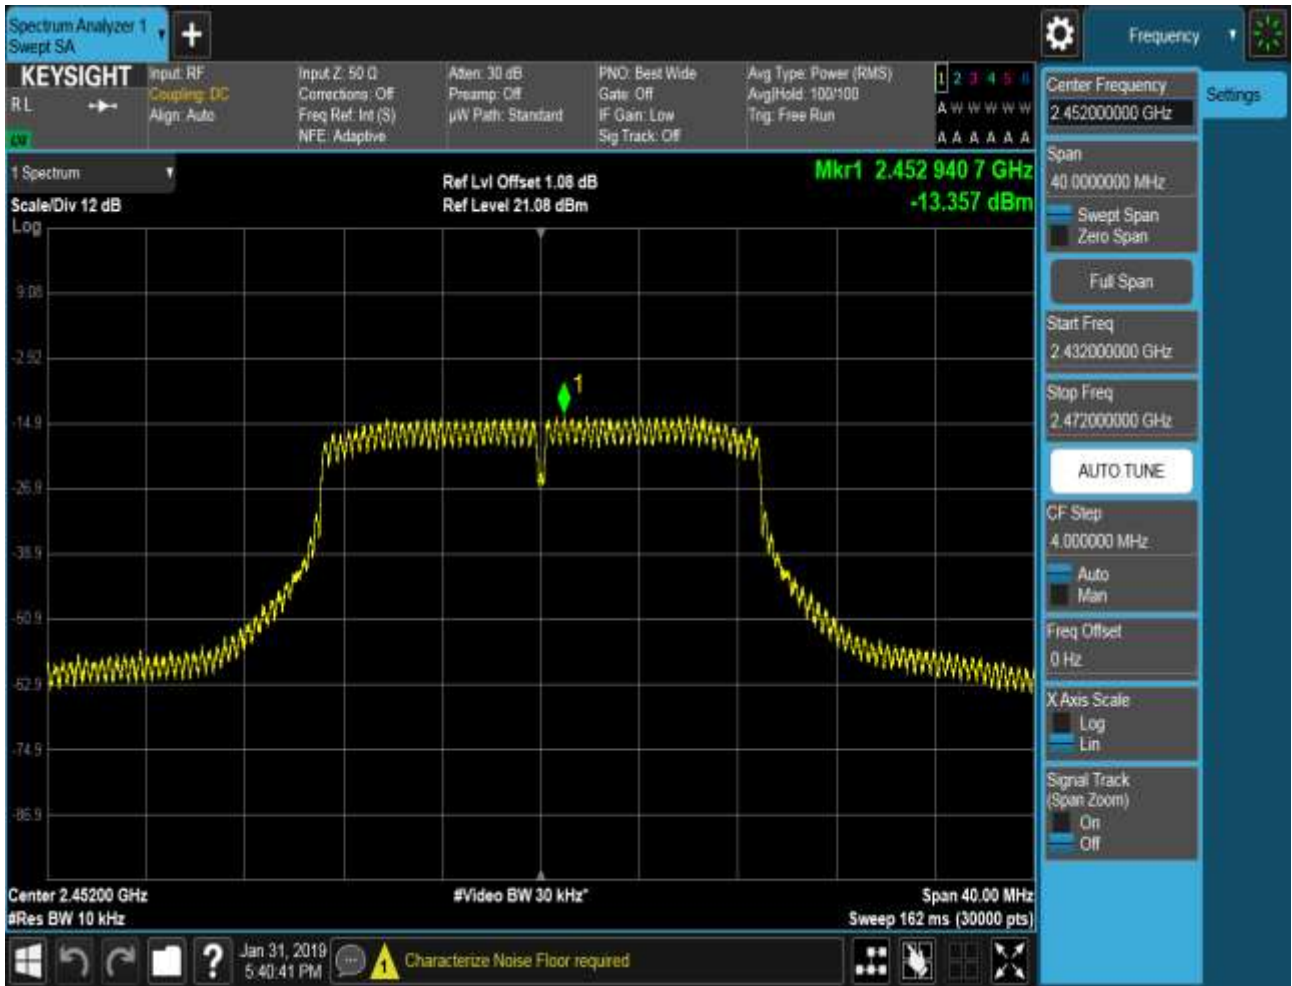 Spectrum Analyzer 1
Swept SA
+
Frequency
KEYSIGHT
RL
Input: RF
Coupling: DC
Align: Auto
Input Z: 50 Ω
Corrections: Off
Freq Ref: Int (S)
NFE: Adaptive
Atten: 30 dB
Preamp: Off
µW Path: Standard
PNO: Best Wide
Gate: Off
IF Gain: Low
Sig Track: Off
Avg Type: Power (RMS)
Avg|Hold: 100/100
Trig: Free Run
1 2 3 4 5 6
A W W W W W
A A A A A A
Center Frequency
2.452000000 GHz
Settings
Span
40.0000000 MHz
Swept Span
Zero Span
Full Span
Start Freq
2.432000000 GHz
Stop Freq
2.472000000 GHz
AUTO TUNE
CF Step
4.000000 MHz
Auto
Man
Freq Offset
0 Hz
X Axis Scale
Log
Lin
Signal Track
(Span Zoom)
On
Off
1 Spectrum
Scale/Div 12 dB
Ref Lvl Offset 1.08 dB
Ref Level 21.08 dBm
Mkr1 2.452 940 7 GHz
-13.357 dBm
Log
9.08
-2.92
1
-14.9
-26.9
-38.9
-50.9
-62.9
-74.9
-86.9
Center 2.45200 GHz
#Video BW 30 kHz*
Span 40.00 MHz
#Res BW 10 kHz
Sweep 162 ms (30000 pts)
?
Jan 31, 2019
5:40:41 PM
1
Characterize Noise Floor required